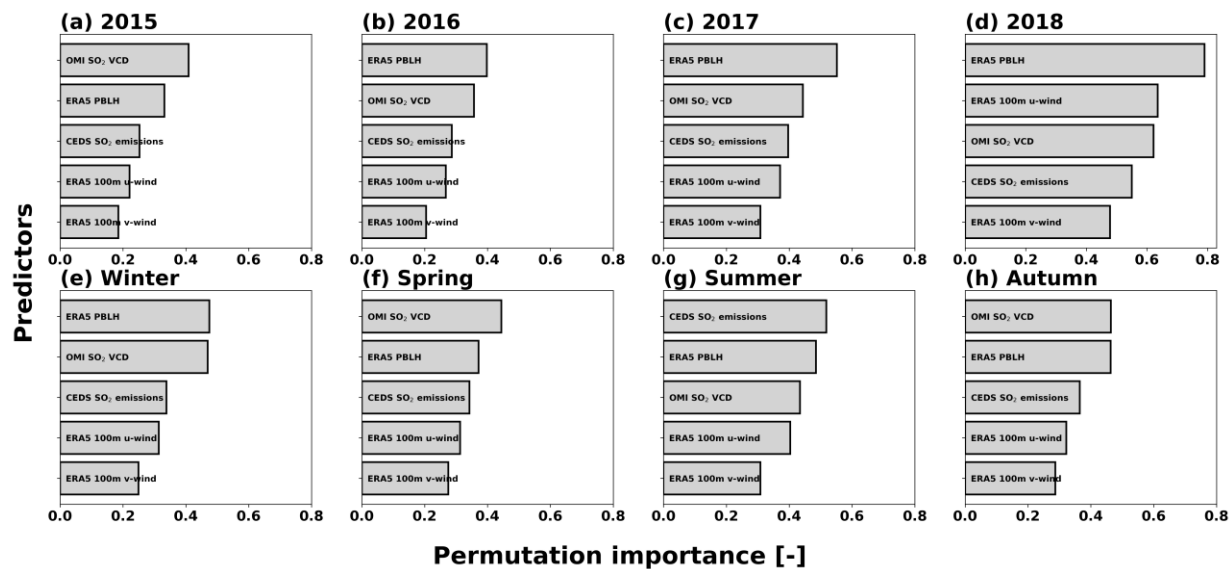 (a) 2015
OMI SO₂ VCD
ERA5 PBLH
CEDS SO₂ emissions
ERA5 100m u-wind
ERA5 100m v-wind
0.0 0.2 0.4 0.6 0.8
(b) 2016
ERA5 PBLH
OMI SO₂ VCD
CEDS SO₂ emissions
ERA5 100m u-wind
ERA5 100m v-wind
0.0 0.2 0.4 0.6 0.8
(c) 2017
ERA5 PBLH
OMI SO₂ VCD
CEDS SO₂ emissions
ERA5 100m u-wind
ERA5 100m v-wind
0.0 0.2 0.4 0.6 0.8
(d) 2018
ERA5 PBLH
ERA5 100m u-wind
OMI SO₂ VCD
CEDS SO₂ emissions
ERA5 100m v-wind
0.0 0.2 0.4 0.6 0.8
Predictors
(e) Winter
ERA5 PBLH
OMI SO₂ VCD
CEDS SO₂ emissions
ERA5 100m u-wind
ERA5 100m v-wind
0.0 0.2 0.4 0.6 0.8
(f) Spring
OMI SO₂ VCD
ERA5 PBLH
CEDS SO₂ emissions
ERA5 100m u-wind
ERA5 100m v-wind
0.0 0.2 0.4 0.6 0.8
(g) Summer
CEDS SO₂ emissions
ERA5 PBLH
OMI SO₂ VCD
ERA5 100m u-wind
ERA5 100m v-wind
0.0 0.2 0.4 0.6 0.8
(h) Autumn
OMI SO₂ VCD
ERA5 PBLH
CEDS SO₂ emissions
ERA5 100m u-wind
ERA5 100m v-wind
0.0 0.2 0.4 0.6 0.8
Permutation importance [-]